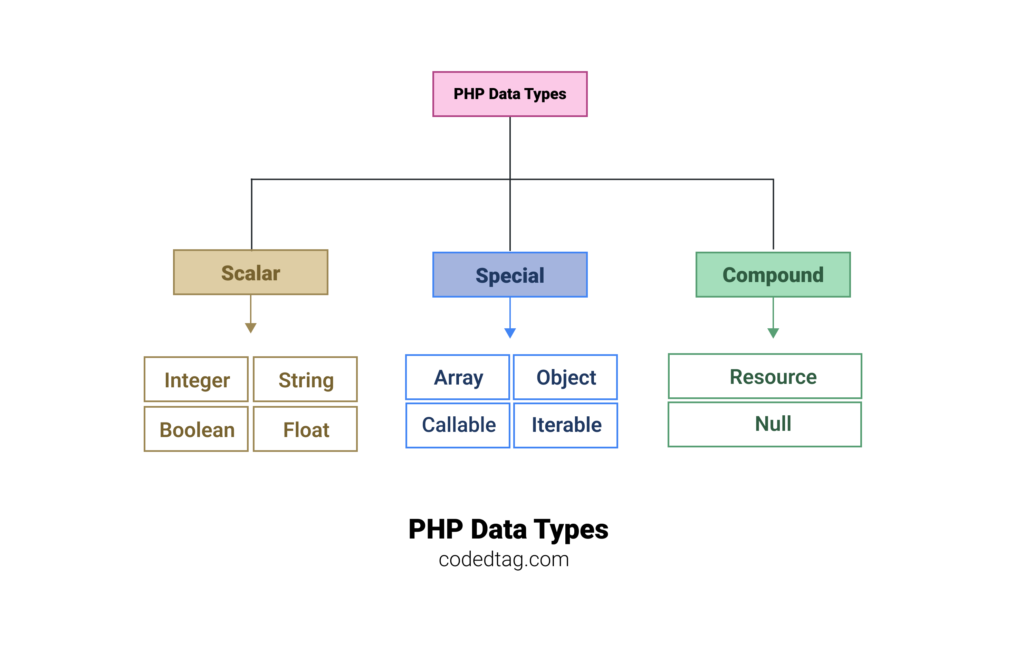 PHP Data Types
Scalar
Special
Compound
Integer
String
Boolean
Float
Array
Object
Callable
Iterable
Resource
Null
PHP Data Types
codedtag.com